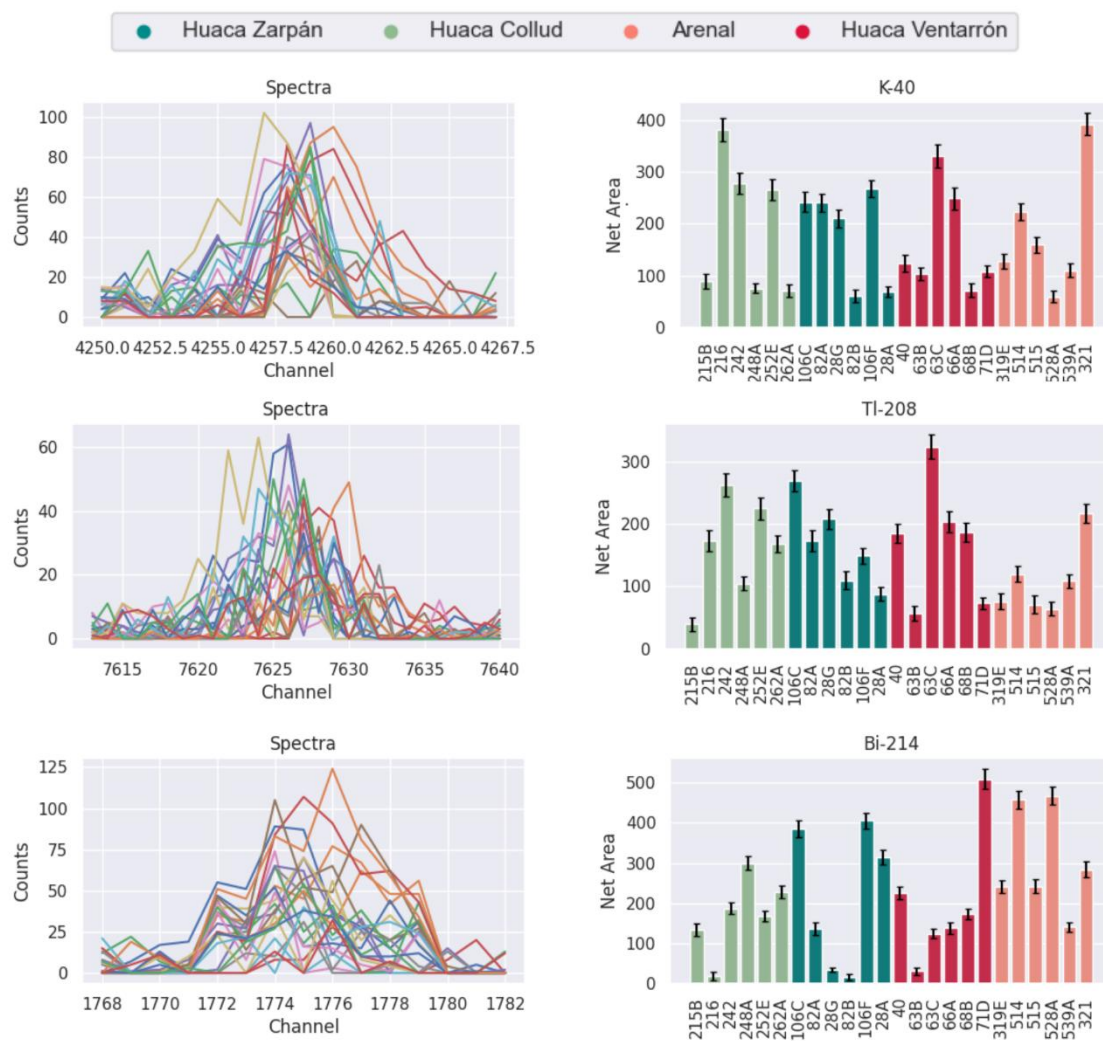 Huaca Zarpán Huaca Collud Arenal Huaca Ventarrón
Spectra
100
80
60
40
20
0
Counts
4250.0 4252.5 4255.0 4257.5 4260.0 4262.5 4265.0 4267.5
Channel
K-40
400
300
200
100
0
Net Area
215B 216 242 248A 252E 262A 106C 82A 28G 82B 106F 28A 40 63B 63C 66A 68B 71D 319E 514 515 528A 539A 321
Spectra
60
40
20
0
Counts
7615 7620 7625 7630 7635 7640
Channel
Tl-208
300
200
100
0
Net Area
215B 216 242 248A 252E 262A 106C 82A 28G 82B 106F 28A 40 63B 63C 66A 68B 71D 319E 514 515 528A 539A 321
Spectra
125
100
75
50
25
0
Counts
1768 1770 1772 1774 1776 1778 1780 1782
Channel
Bi-214
500
400
300
200
100
0
Net Area
215B 216 242 248A 252E 262A 106C 82A 28G 82B 106F 28A 40 63B 63C 66A 68B 71D 319E 514 515 528A 539A 321